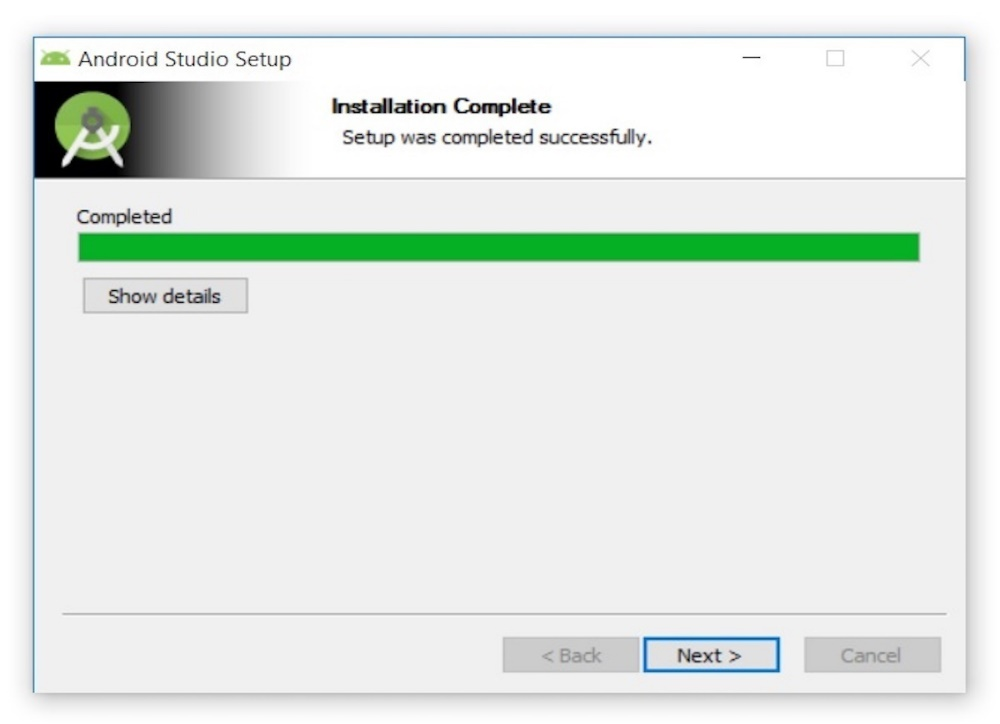 Android Studio Setup
Installation Complete
Setup was completed successfully.
Completed
Show details
< Back
Next >
Cancel